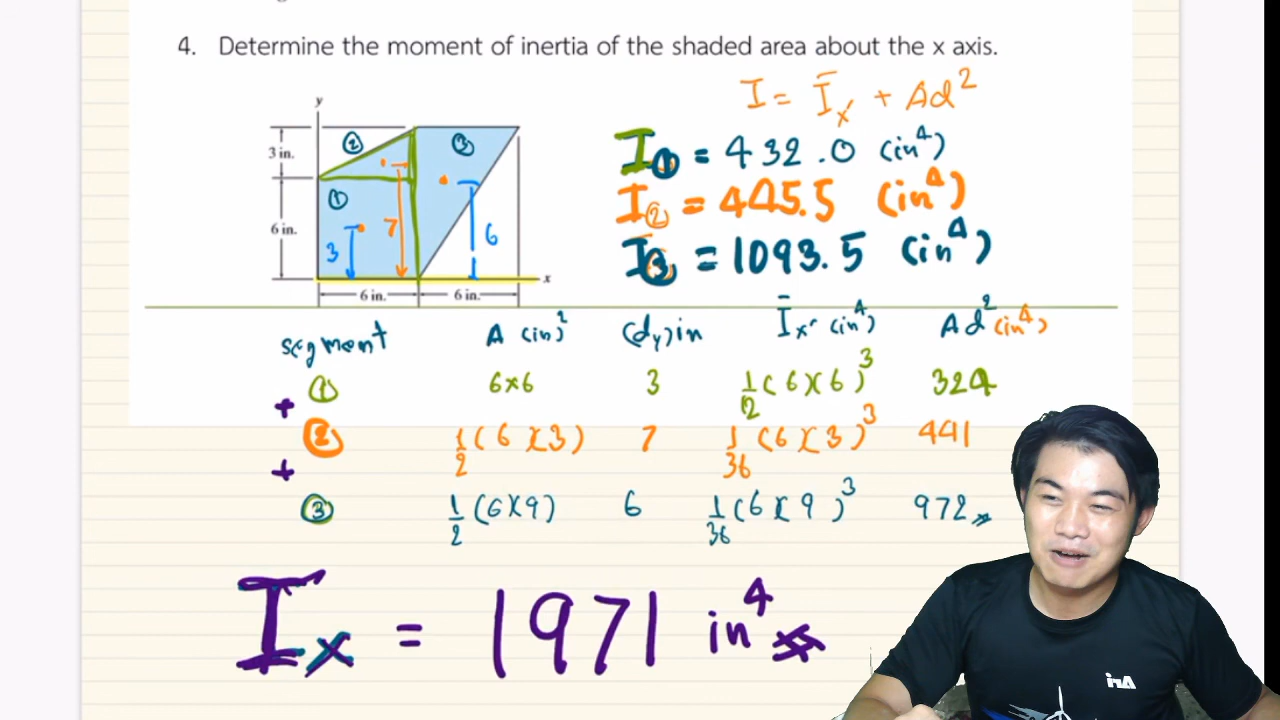 4. Determine the moment of inertia of the shaded area about the x axis.
I = Īx' + Ad²
y
3 in.
②
③
I① = 432.0 (in⁴)
①
7
I② = 445.5 (in⁴)
6 in.
3
6
I③ = 1093.5 (in⁴)
x
6 in. 6 in.
segment A (in)² (dy) in Īx' (in⁴) Ad² (in⁴)
① 6×6 3 1/12 (6)(6)³ 324
+
② 1/2 (6)(3) 7 1/36 (6)(3)³ 441
+
③ 1/2 (6)(9) 6 1/36 (6)(9)³ 972
Ix = 1971 in⁴